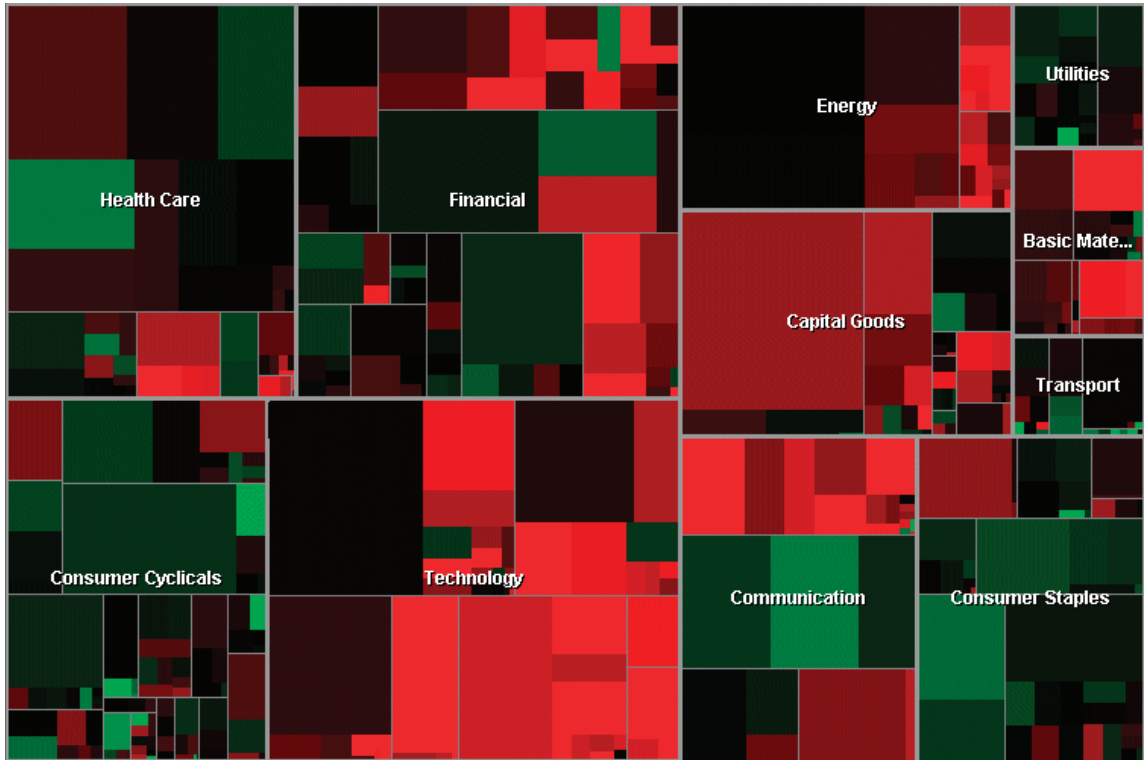 Energy
Utilities
Health Care
Financial
Basic Mate...
Capital Goods
Transport
Consumer Cyclicals
Technology
Communication
Consumer Staples